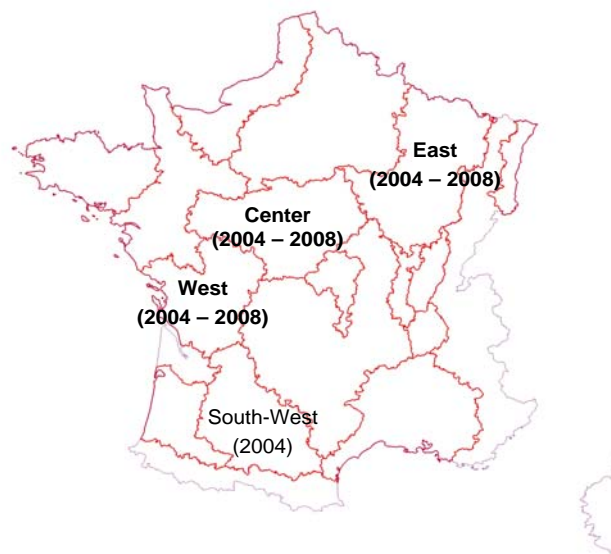 East
(2004 – 2008)
Center
(2004 – 2008)
West
(2004 – 2008)
South-West
(2004)